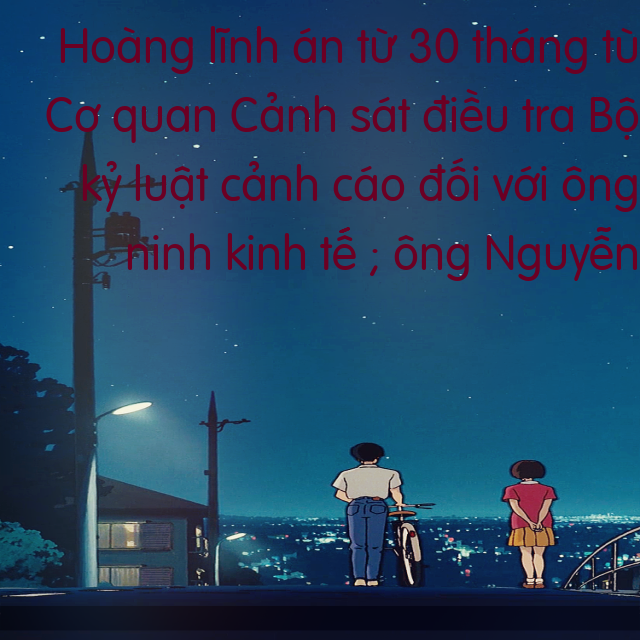 Hoàng lĩnh án từ 30 tháng tù
Cơ quan Cảnh sát điều tra Bộ
kỷ luật cảnh cáo đối với ông
ninh kinh tế ; ông Nguyễn